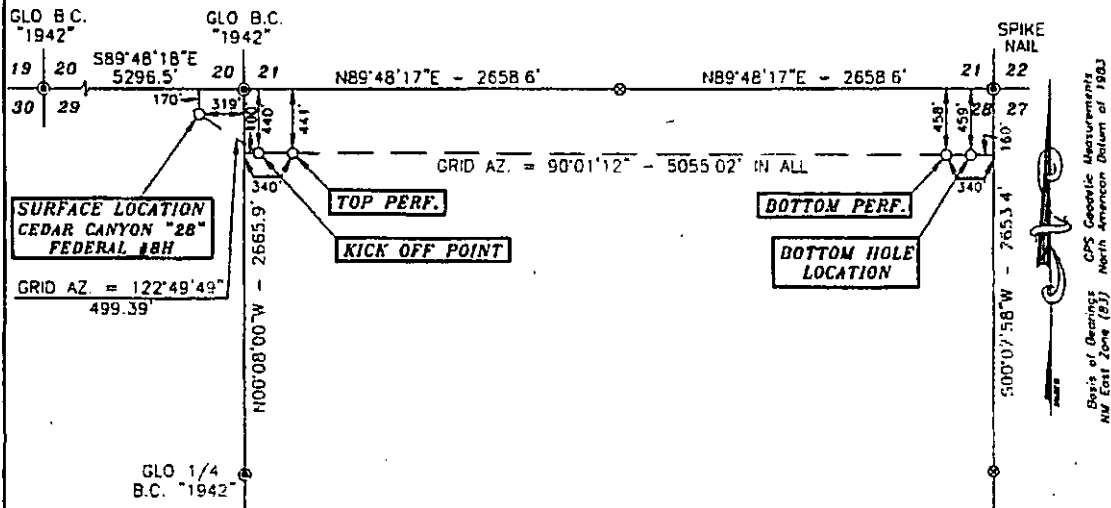 GLO B.C.
"1942"
GLO B.C.
"1942"
SPIKE
NAIL
19 20
30 29
S89°48'18"E
5296.5'
20 21
N89°48'17"E - 2658 6'
N89°48'17"E - 2658 6'
21 22
28 27
170'
319'
100'
440'
441'
458'
459'
160'
340'
340'
GRID AZ. = 90°01'12" - 5055 02' IN ALL
SURFACE LOCATION
CEDAR CANYON "28"
FEDERAL #8H
TOP PERF.
KICK OFF POINT
BOTTOM PERF.
BOTTOM HOLE
LOCATION
GRID AZ. = 122°49'49"
499.39'
N00°08'00"W - 2665.9'
S00°07'58"W - 2653 4'
GLO 1/4
B.C. "1942"
Basis of Bearings GPS Geodetic Measurements
NM East Zone (83) North American Datum of 1983